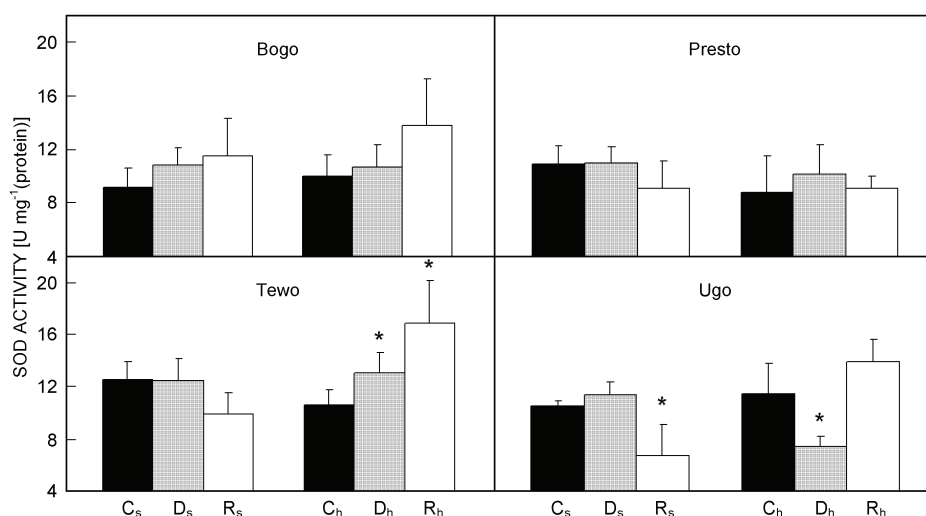 SOD ACTIVITY [U mg⁻¹(protein)]
Bogo
Presto
20
16
12
8
4
Tewo
Ugo
20
16
12
8
4
*
*
*
*
Cₛ Dₛ Rₛ Cₕ Dₕ Rₕ
Cₛ Dₛ Rₛ Cₕ Dₕ Rₕ